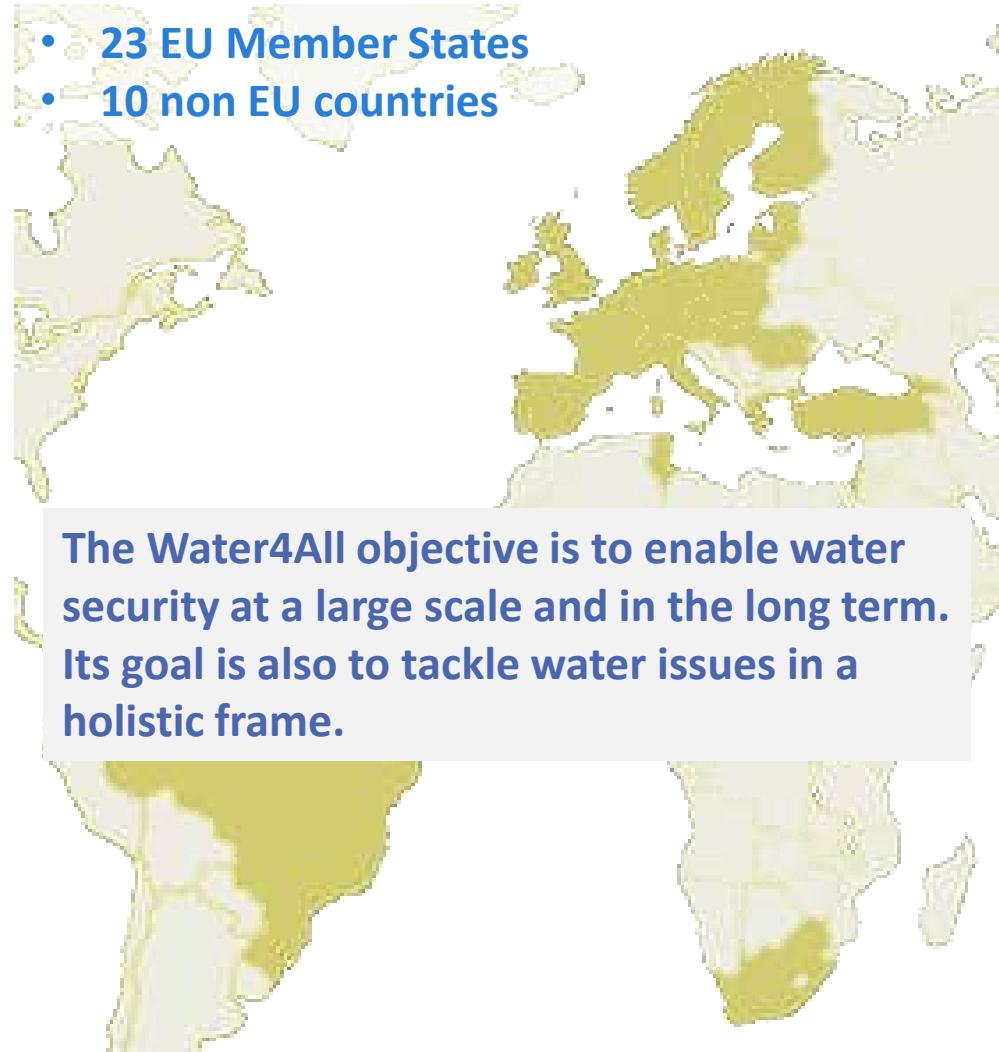 • 23 EU Member States
• 10 non EU countries
The Water4All objective is to enable water
security at a large scale and in the long term.
Its goal is also to tackle water issues in a
holistic frame.